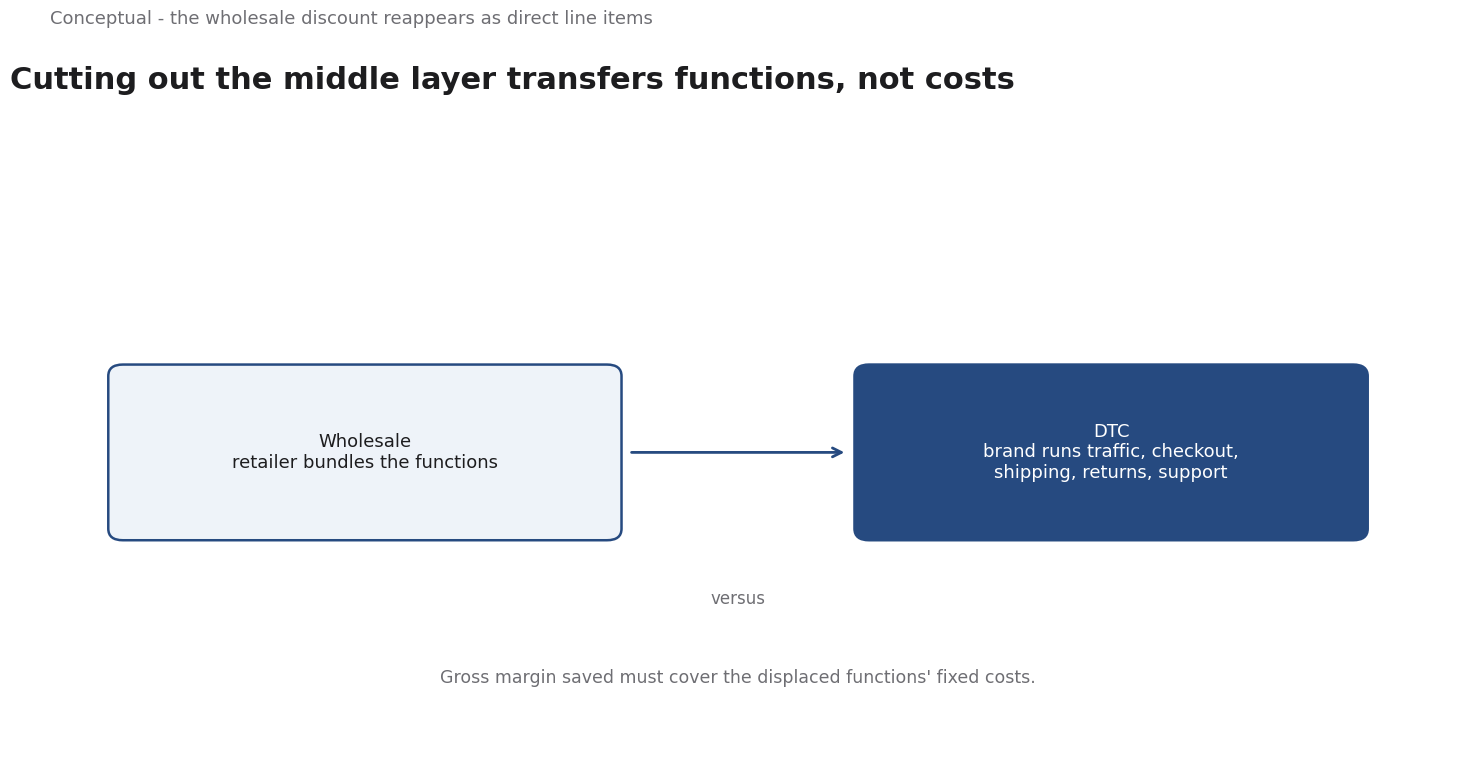 Conceptual - the wholesale discount reappears as direct line items
Cutting out the middle layer transfers functions, not costs
Wholesale
retailer bundles the functions
DTC
brand runs traffic, checkout,
shipping, returns, support
versus
Gross margin saved must cover the displaced functions' fixed costs.